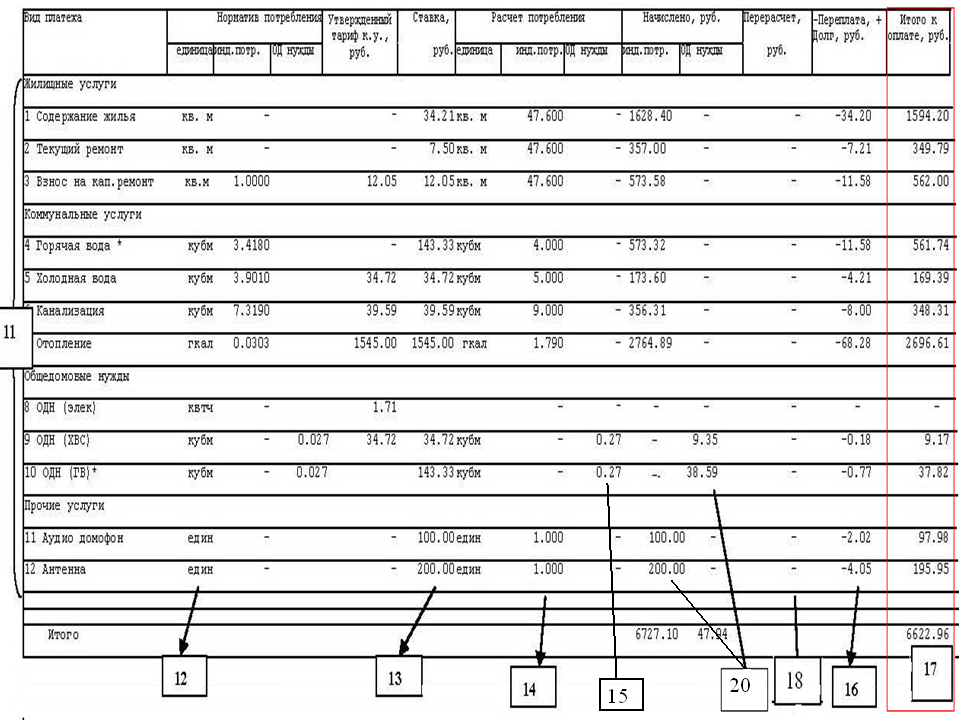 Вид платежа Норматив потребления Утвержденный Ставка, Расчет потребления Начислено, руб. Перерасчет, -Переплата, + Итого к
тариф к.у., Долг, руб. оплате, руб.
единица инд.потр. ОД нужды руб. руб. единица инд.потр. ОД нужды инд.потр. ОД нужды руб.
Жилищные услуги
1 Содержание жилья кв. м - - 34.21 кв. м 47.600 - 1628.40 - - -34.20 1594.20
2 Текущий ремонт кв. м - - 7.50 кв. м 47.600 - 357.00 - - -7.21 349.79
3 Взнос на кап.ремонт кв.м 1.0000 12.05 12.05 кв. м 47.600 - 573.58 - - -11.58 562.00
Коммунальные услуги
4 Горячая вода * кубм 3.4180 - 143.33 кубм 4.000 - 573.32 - - -11.58 561.74
5 Холодная вода кубм 3.9010 34.72 34.72 кубм 5.000 - 173.60 - - -4.21 169.39
Канализация кубм 7.3190 39.59 39.59 кубм 9.000 - 356.31 - - -8.00 348.31
11
Отопление гкал 0.0303 1545.00 1545.00 гкал 1.790 - 2764.89 - - -68.28 2696.61
Общедомовые нужды
8 ОДН (элек) квтч - 1.71 - - - - - - -
9 ОДН (ХВС) кубм - 0.027 34.72 34.72 кубм - 0.27 - 9.35 - -0.18 9.17
10 ОДН (ГВ)* кубм - 0.027 143.33 кубм - 0.27 - 38.59 - -0.77 37.82
Прочие услуги
11 Аудио домофон един - - 100.00 един 1.000 - 100.00 - - -2.02 97.98
12 Антенна един - - 200.00 един 1.000 - 200.00 - - -4.05 195.95
Итого 6727.10 47.94 6622.96
12 13 14 15 20 18 16 17